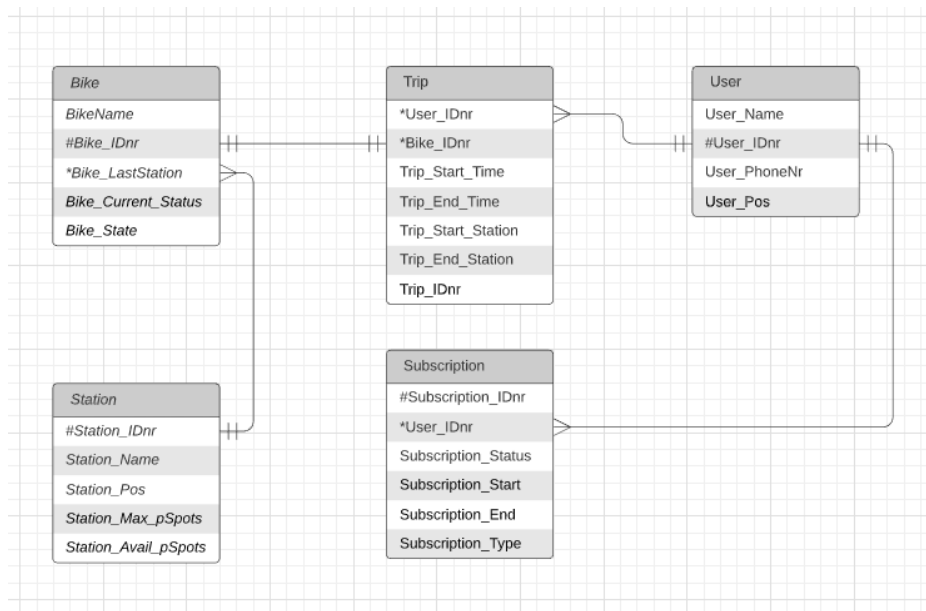 Bike
BikeName
#Bike_IDnr
*Bike_LastStation
Bike_Current_Status
Bike_State
Trip
*User_IDnr
*Bike_IDnr
Trip_Start_Time
Trip_End_Time
Trip_Start_Station
Trip_End_Station
Trip_IDnr
User
User_Name
#User_IDnr
User_PhoneNr
User_Pos
Station
#Station_IDnr
Station_Name
Station_Pos
Station_Max_pSpots
Station_Avail_pSpots
Subscription
#Subscription_IDnr
*User_IDnr
Subscription_Status
Subscription_Start
Subscription_End
Subscription_Type